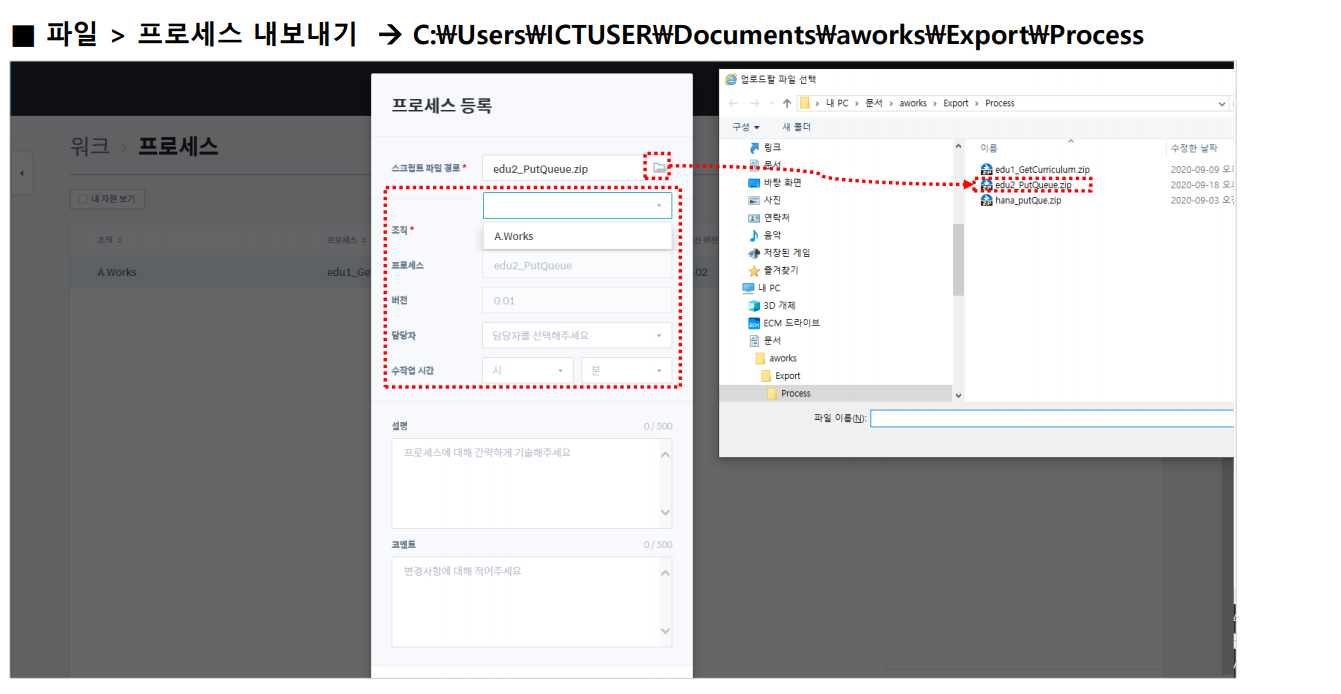 ■ 파일 > 프로세스 내보내기 → C:₩Users₩ICTUSER₩Documents₩aworks₩Export₩Process
워크 › 프로세스
내 자원 보기
조직
프로세스
신 버전
A.Works
edu1_Ge
.02
프로세스 등록
스크립트 파일 경로 *
edu2_PutQueue.zip
조직 *
A.Works
프로세스
edu2_PutQueue
버전
0.01
담당자
담당자를 선택해주세요
수작업 시간
시
분
설명
0 / 500
프로세스에 대해 간략하게 기술해주세요
코멘트
0 / 500
변경사항에 대해 적어주세요
업로드할 파일 선택
내 PC › 문서 › aworks › Export › Process
구성
새 폴더
링크
문서
바탕 화면
사진
연락처
음악
저장된 게임
즐겨찾기
내 PC
3D 개체
ECM 드라이브
문서
aworks
Export
Process
이름
수정한 날짜
edu1_GetCurriculum.zip
2020-09-09
edu2_PutQueue.zip
2020-09-18
hana_putQue.zip
2020-09-03
파일 이름(N):